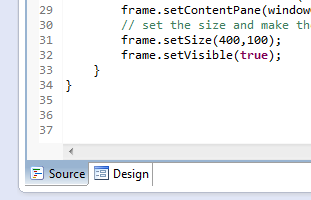 29 frame.setContentPane(window
30 // set the size and make the
31 frame.setSize(400,100);
32 frame.setVisible(true);
33 }
34 }
35
36
37
Source Design